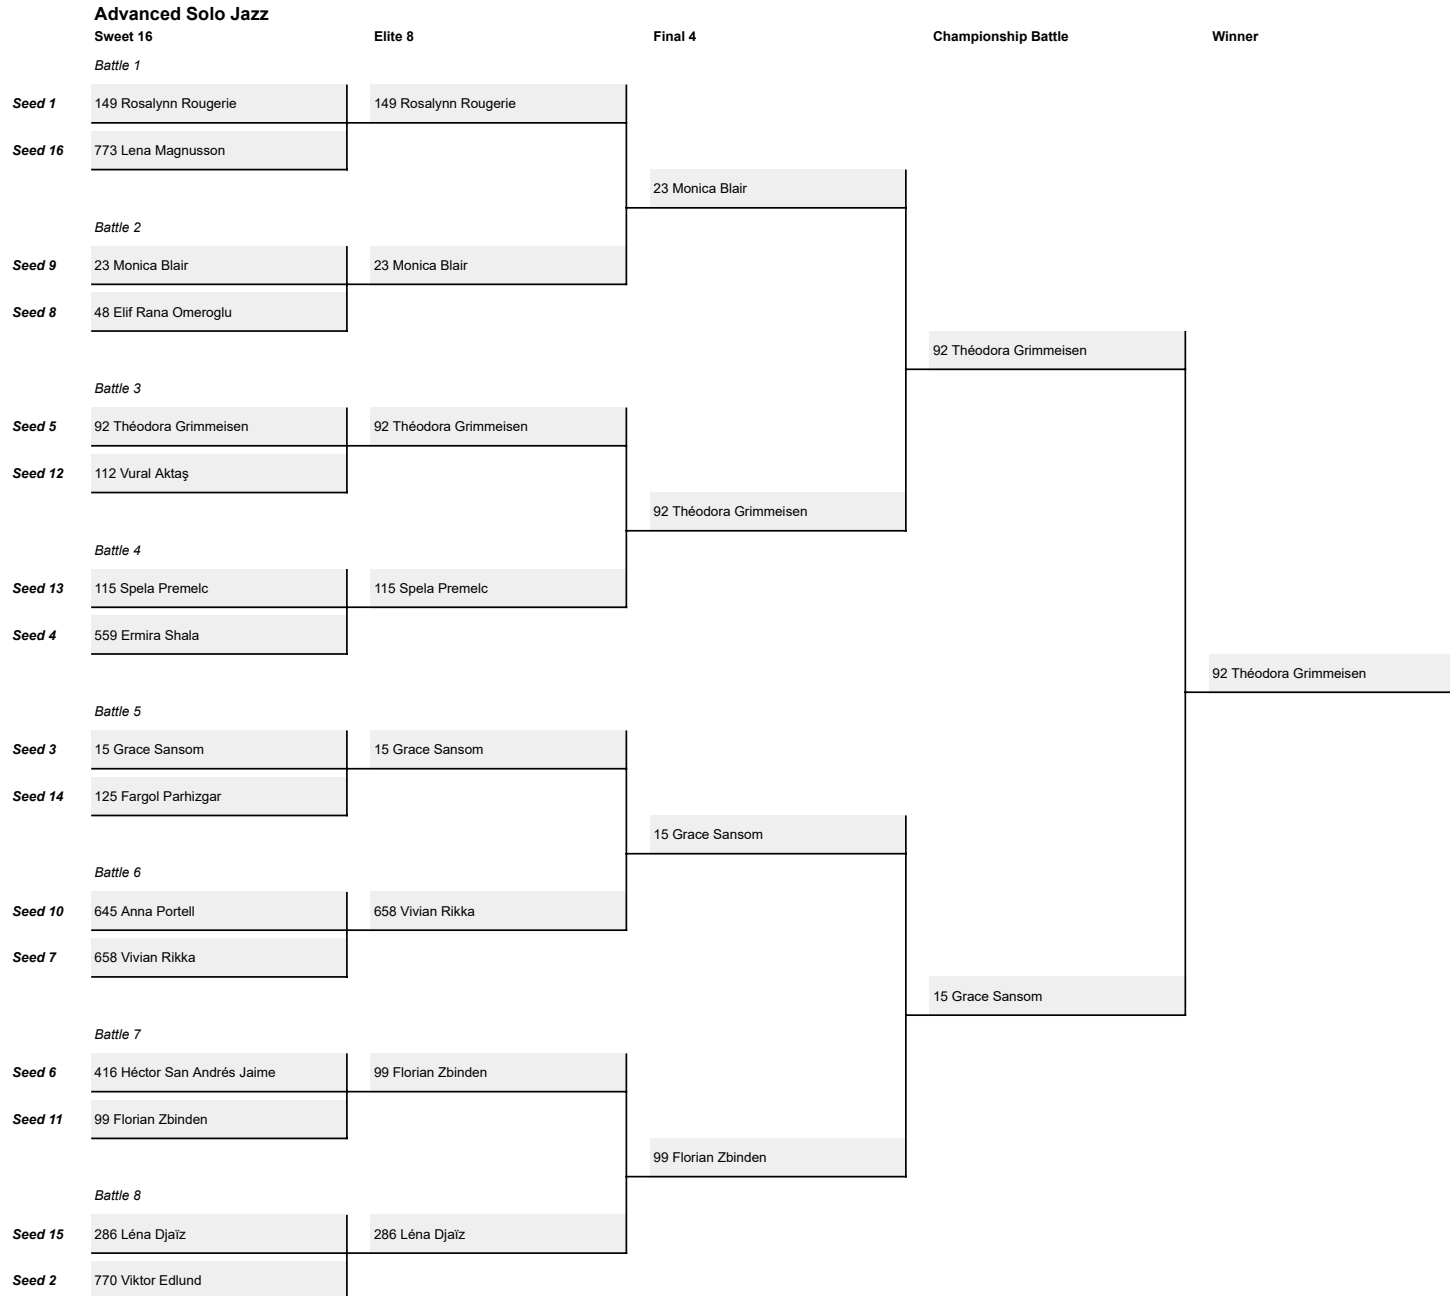 Advanced Solo Jazz
Sweet 16 Elite 8 Final 4 Championship Battle Winner
Battle 1
Seed 1 149 Rosalynn Rougerie 149 Rosalynn Rougerie
Seed 16 773 Lena Magnusson
23 Monica Blair
Battle 2
Seed 9 23 Monica Blair 23 Monica Blair
Seed 8 48 Elif Rana Omeroglu
92 Théodora Grimmeisen
Battle 3
Seed 5 92 Théodora Grimmeisen 92 Théodora Grimmeisen
Seed 12 112 Vural Aktaş
92 Théodora Grimmeisen
Battle 4
Seed 13 115 Spela Premelc 115 Spela Premelc
Seed 4 559 Ermira Shala
92 Théodora Grimmeisen
Battle 5
Seed 3 15 Grace Sansom 15 Grace Sansom
Seed 14 125 Fargol Parhizgar
15 Grace Sansom
Battle 6
Seed 10 645 Anna Portell 658 Vivian Rikka
Seed 7 658 Vivian Rikka
15 Grace Sansom
Battle 7
Seed 6 416 Héctor San Andrés Jaime 99 Florian Zbinden
Seed 11 99 Florian Zbinden
99 Florian Zbinden
Battle 8
Seed 15 286 Léna Djaïz 286 Léna Djaïz
Seed 2 770 Viktor Edlund